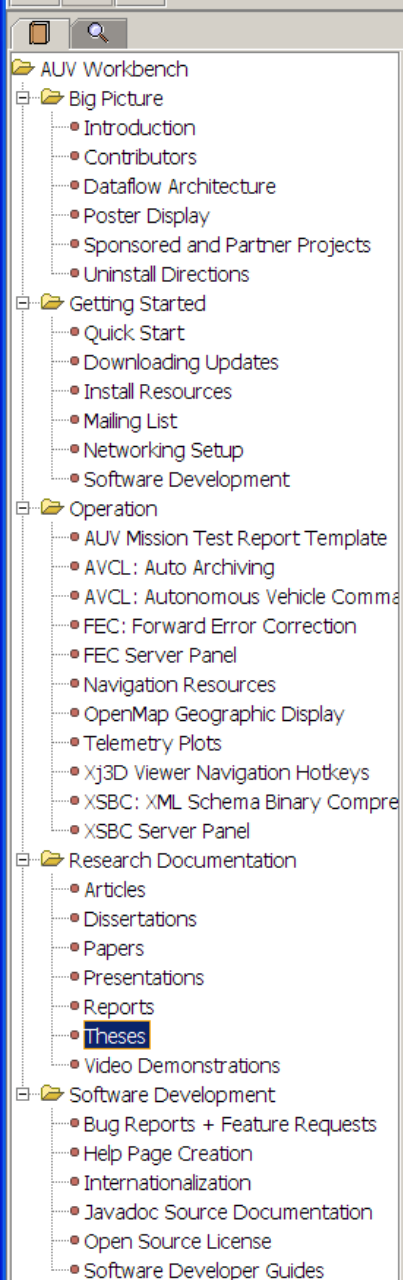 AUV Workbench
Big Picture
Introduction
Contributors
Dataflow Architecture
Poster Display
Sponsored and Partner Projects
Uninstall Directions
Getting Started
Quick Start
Downloading Updates
Install Resources
Mailing List
Networking Setup
Software Development
Operation
AUV Mission Test Report Template
AVCL: Auto Archiving
AVCL: Autonomous Vehicle Comma
FEC: Forward Error Correction
FEC Server Panel
Navigation Resources
OpenMap Geographic Display
Telemetry Plots
Xj3D Viewer Navigation Hotkeys
XSBC: XML Schema Binary Compre
XSBC Server Panel
Research Documentation
Articles
Dissertations
Papers
Presentations
Reports
Theses
Video Demonstrations
Software Development
Bug Reports + Feature Requests
Help Page Creation
Internationalization
Javadoc Source Documentation
Open Source License
Software Developer Guides